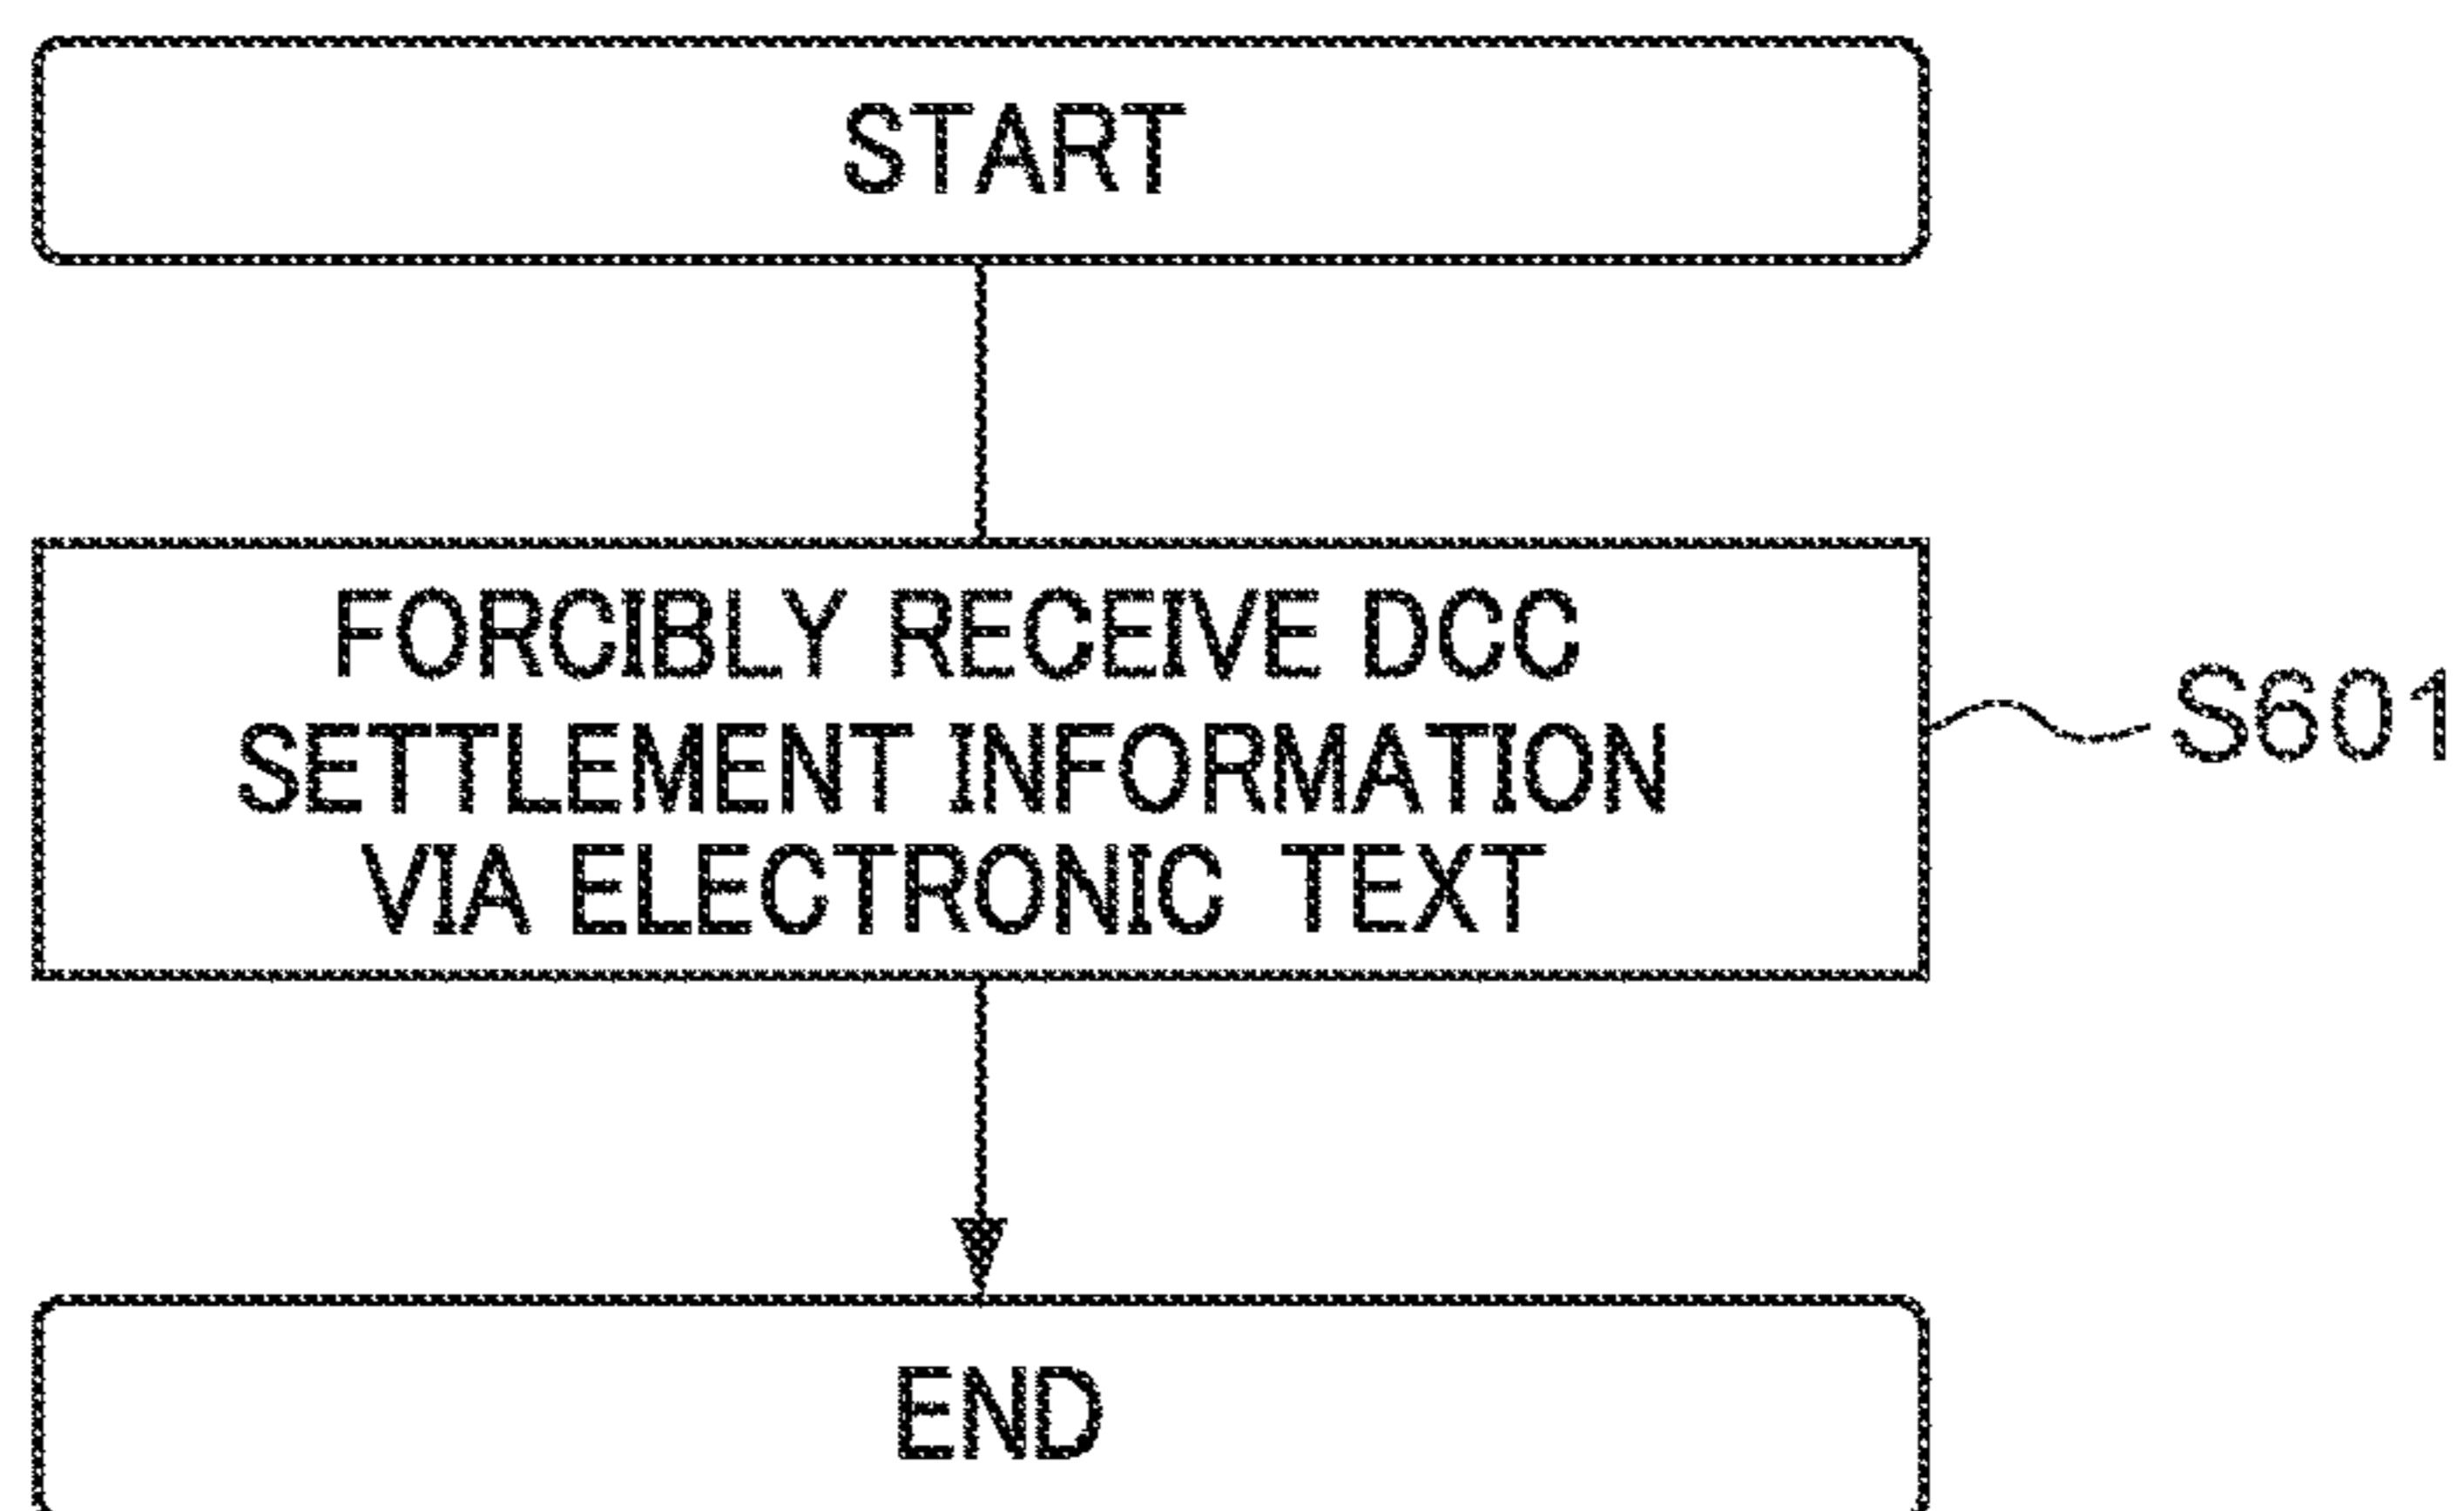 START
FORCIBLY RECEIVE DCC
SETTLEMENT INFORMATION
VIA ELECTRONIC TEXT
S601
END